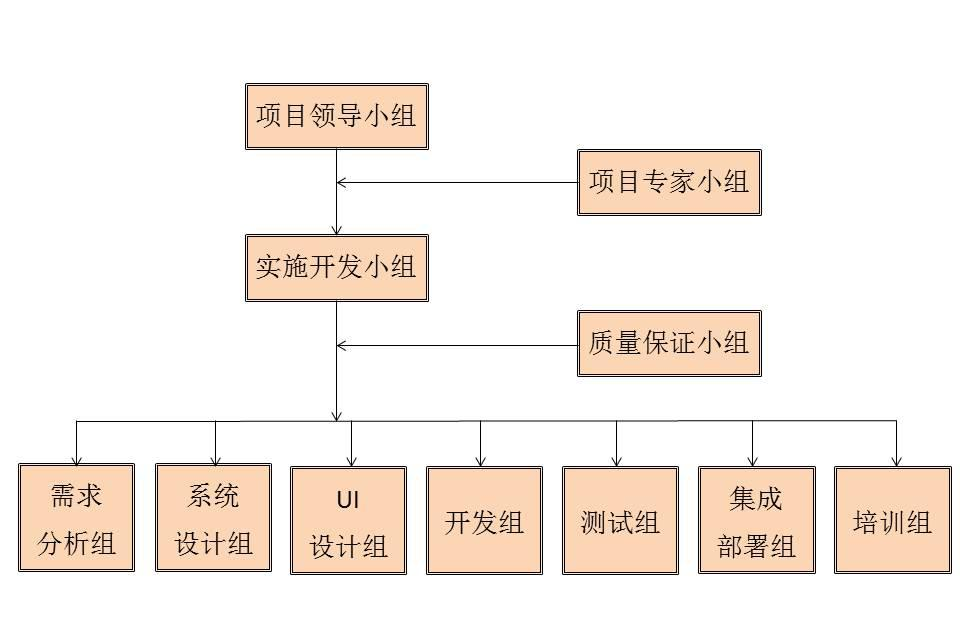 项目领导小组
项目专家小组
实施开发小组
质量保证小组
需求
分析组
系统
设计组
UI
设计组
开发组
测试组
集成
部署组
培训组